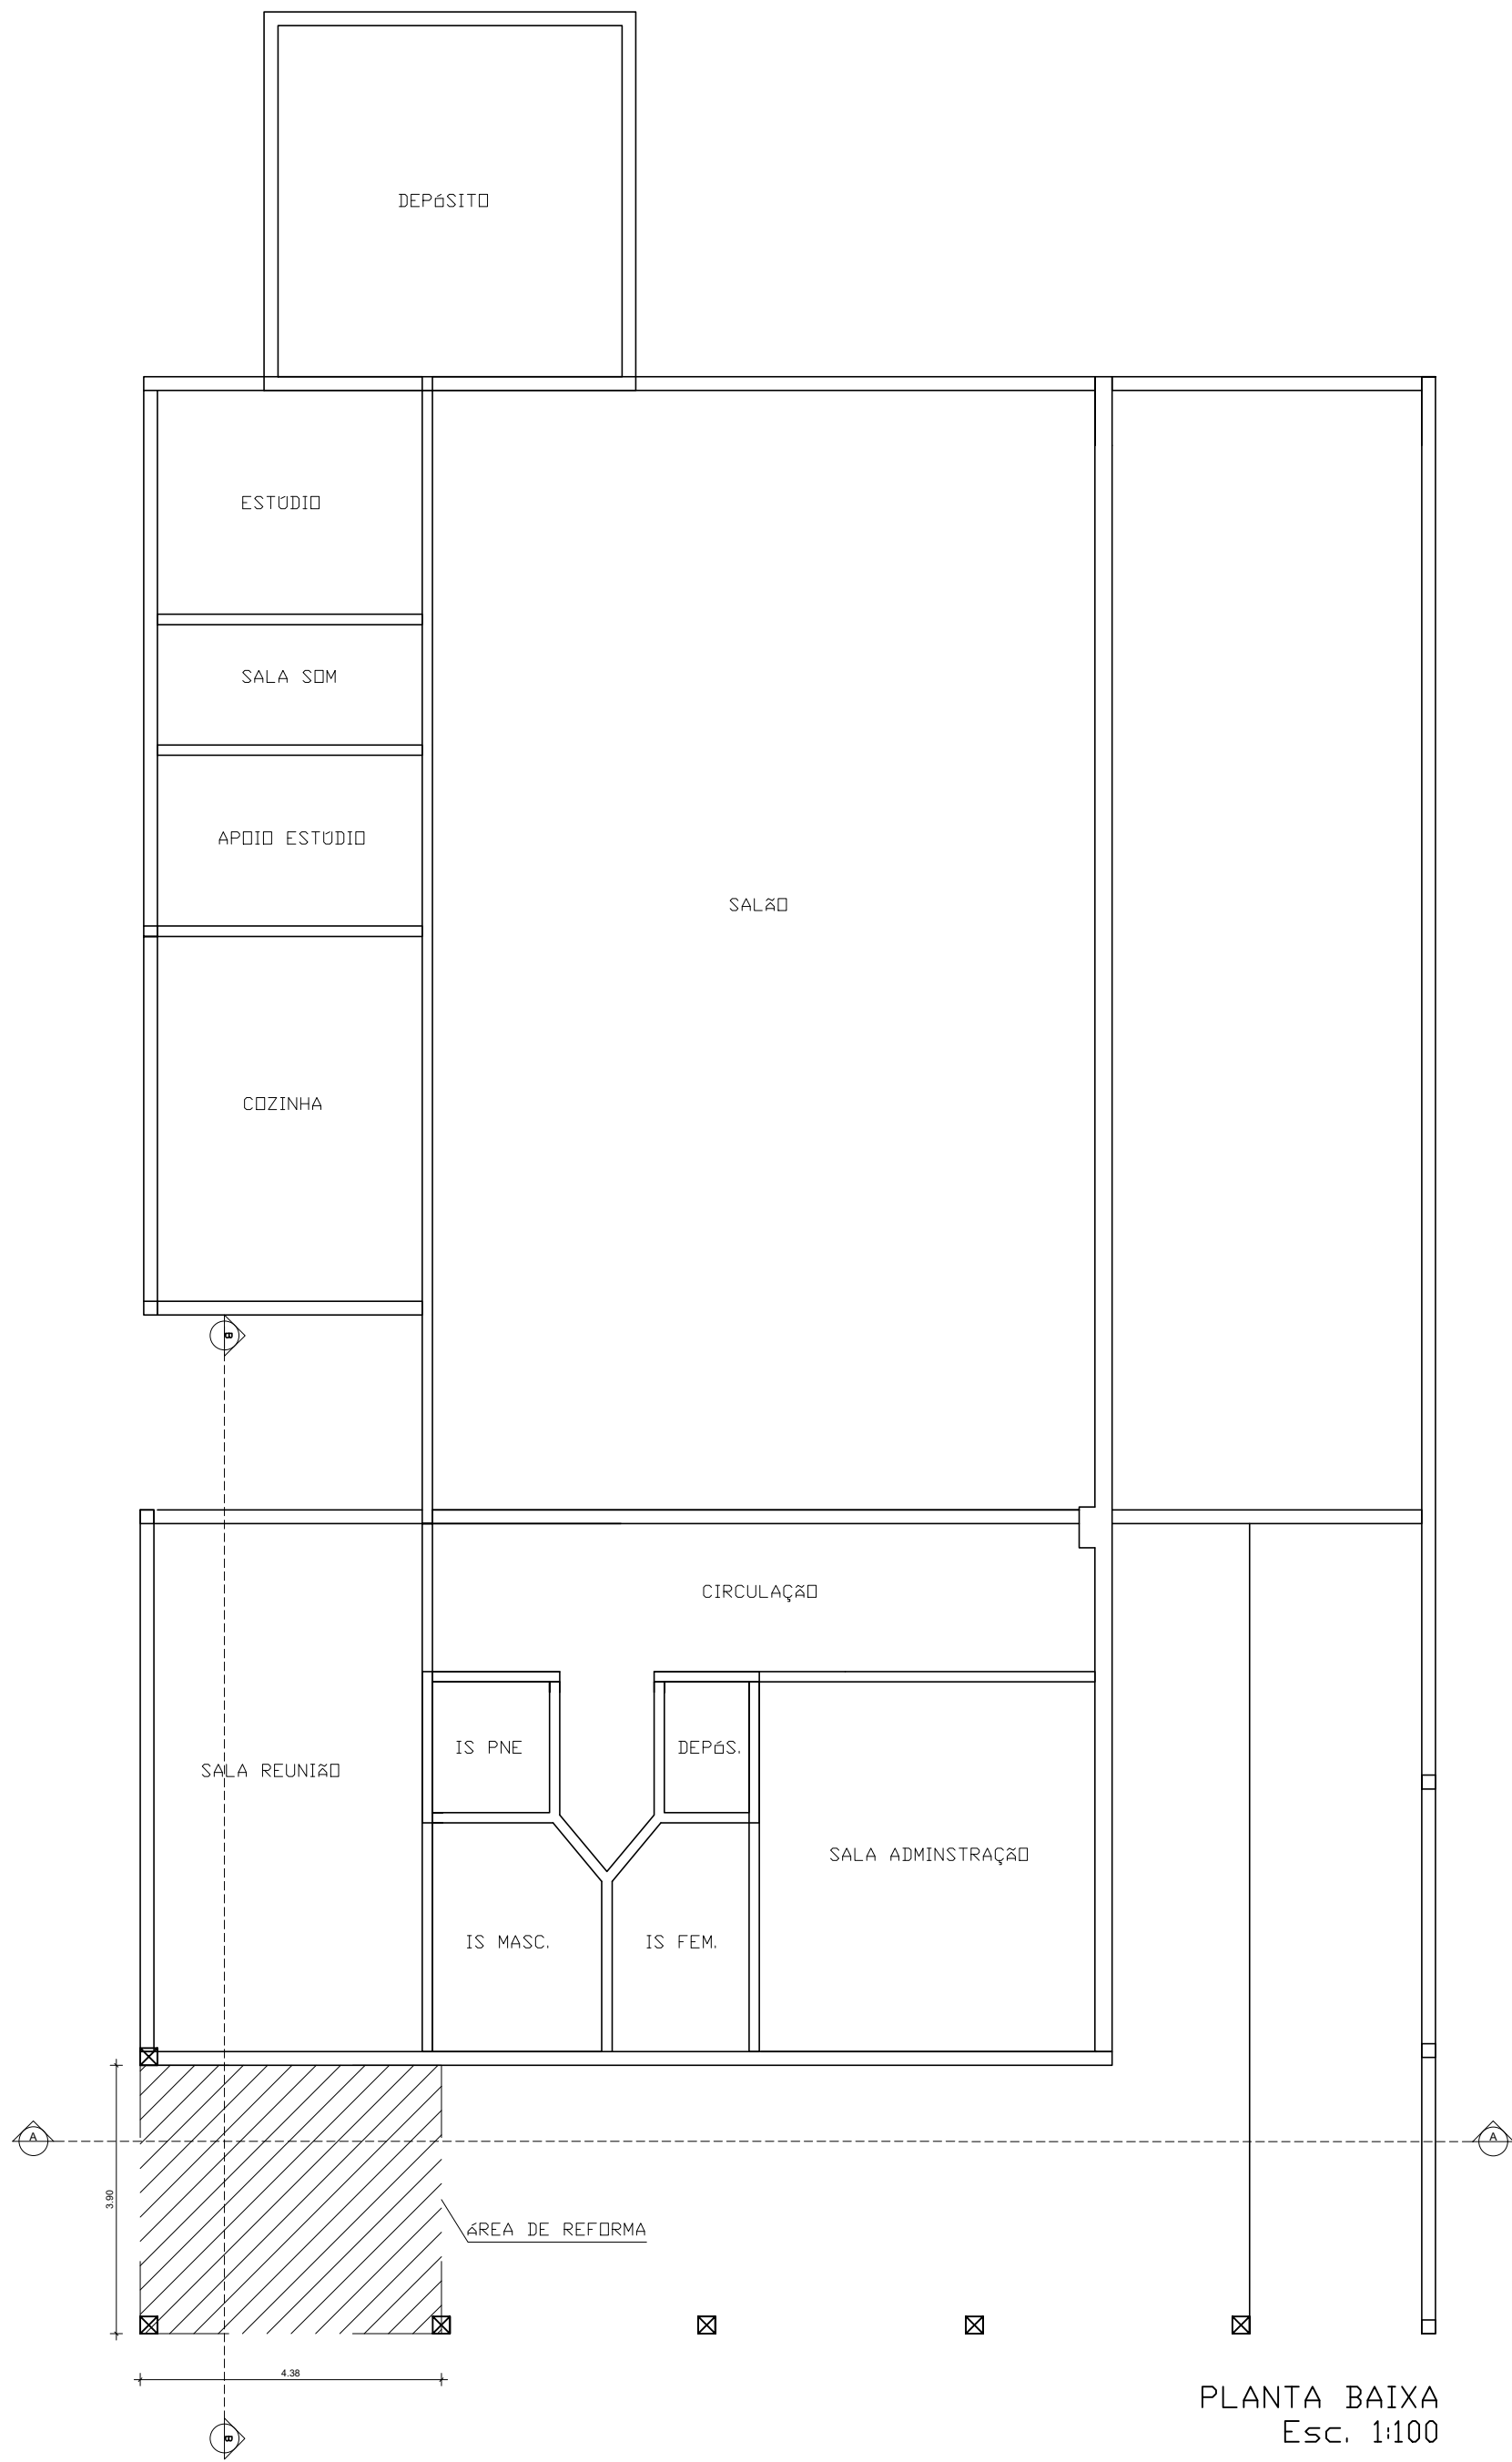 DEPóSITO
ESTÚDIO
SALA SOM
APOIO ESTÚDIO
SALÃO
COZINHA
B
CIRCULAÇÃO
IS PNE
DEPóS.
SALA REUNIÃO
SALA ADMINSTRAÇÃO
IS MASC.
IS FEM.
A
A
3.90
ÁREA DE REFORMA
4.38
PLANTA BAIXA
Esc. 1:100
B